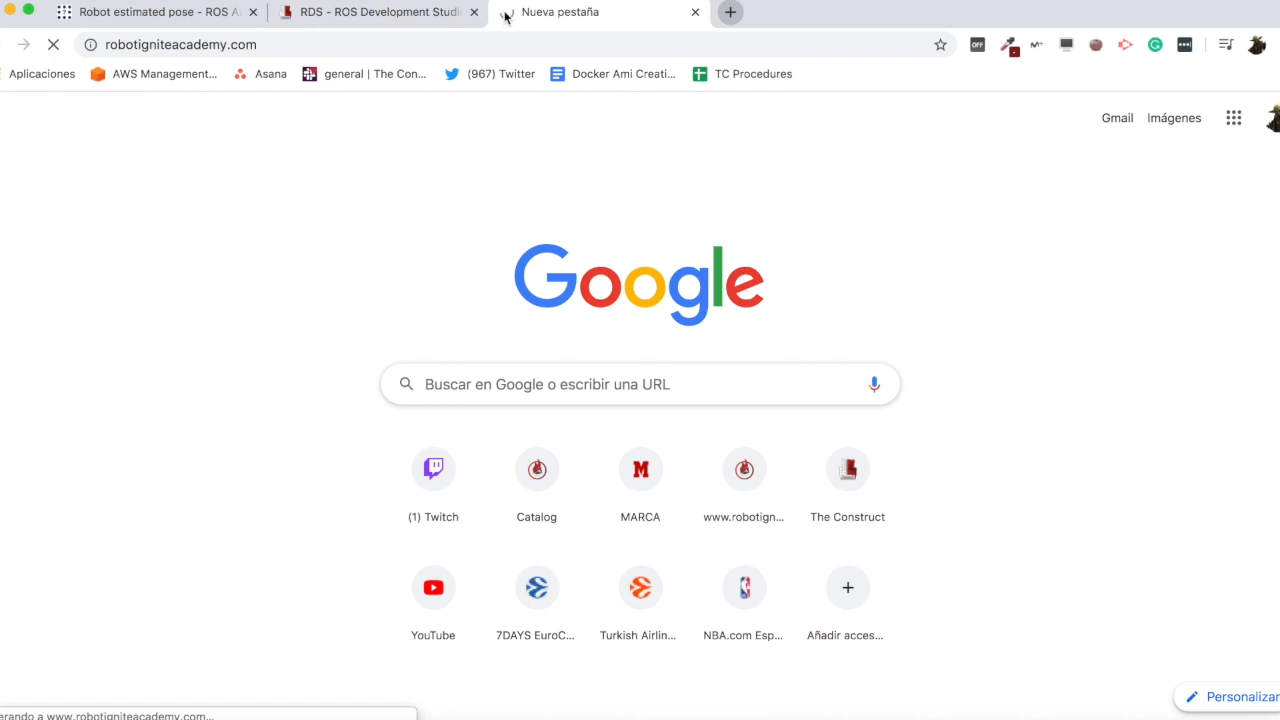 Robot estimated pose - ROS A
RDS - ROS Development Studi
Nueva pestaña
robotigniteacademy.com
OFF
Aplicaciones
AWS Management...
Asana
general | The Con...
(967) Twitter
Docker Ami Creati...
TC Procedures
Gmail
Imágenes
Google
Buscar en Google o escribir una URL
(1) Twitch
Catalog
MARCA
www.robotign...
The Construct
YouTube
7DAYS EuroC...
Turkish Airlin...
NBA.com Esp...
Añadir acces...
Personalizar
erando a www.robotigniteacademy.com...